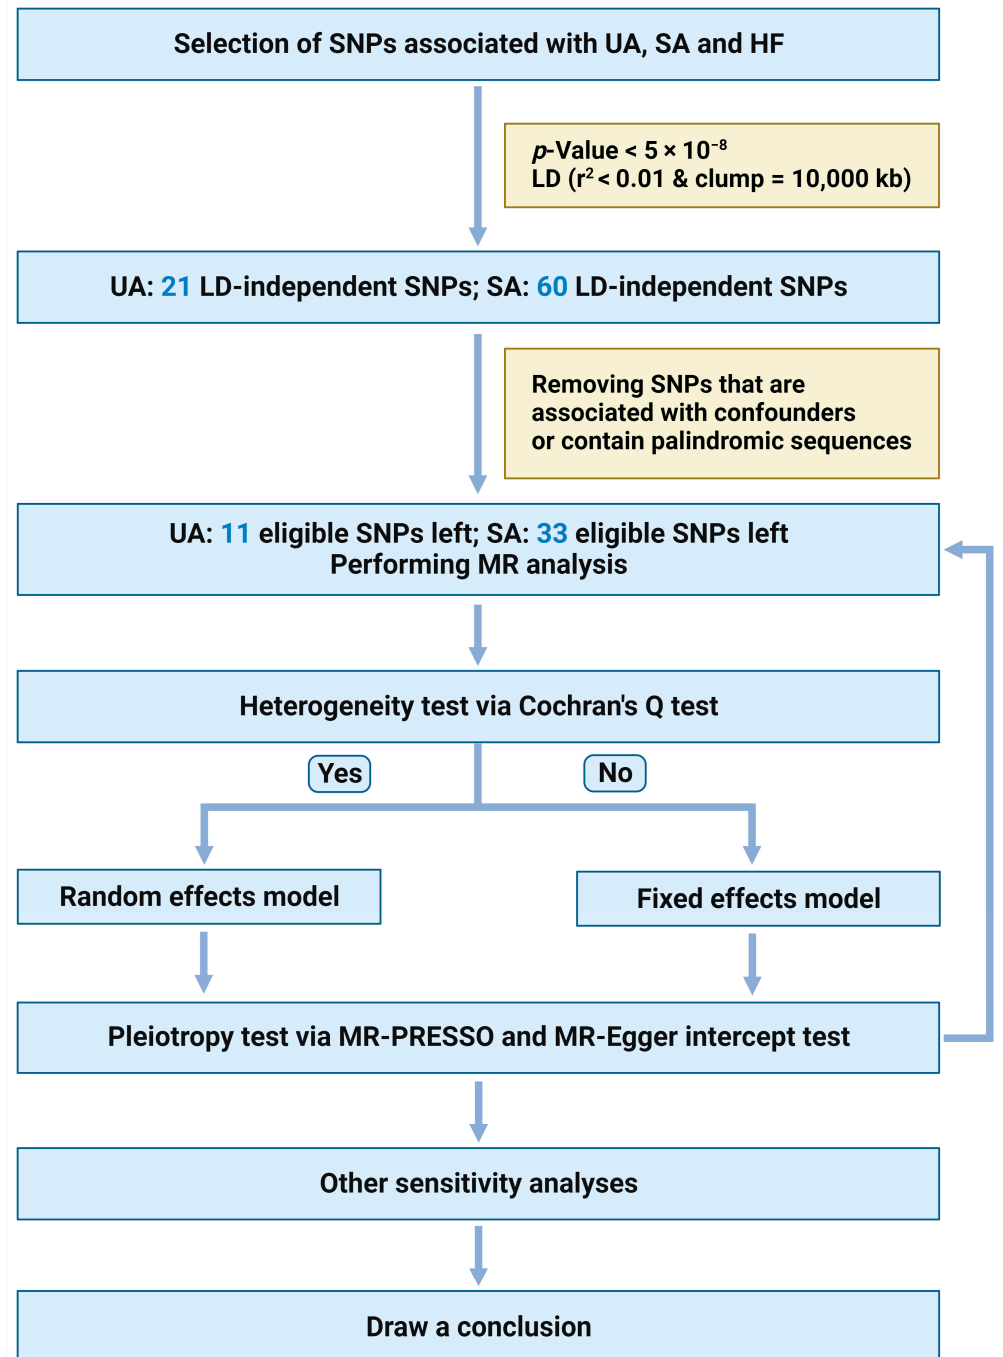 Selection of SNPs associated with UA, SA and HF
p-Value < 5 × 10⁻⁸
LD (r² < 0.01 & clump = 10,000 kb)
UA: 21 LD-independent SNPs; SA: 60 LD-independent SNPs
Removing SNPs that are
associated with confounders
or contain palindromic sequences
UA: 11 eligible SNPs left; SA: 33 eligible SNPs left
Performing MR analysis
Heterogeneity test via Cochran's Q test
Yes
No
Random effects model
Fixed effects model
Pleiotropy test via MR-PRESSO and MR-Egger intercept test
Other sensitivity analyses
Draw a conclusion